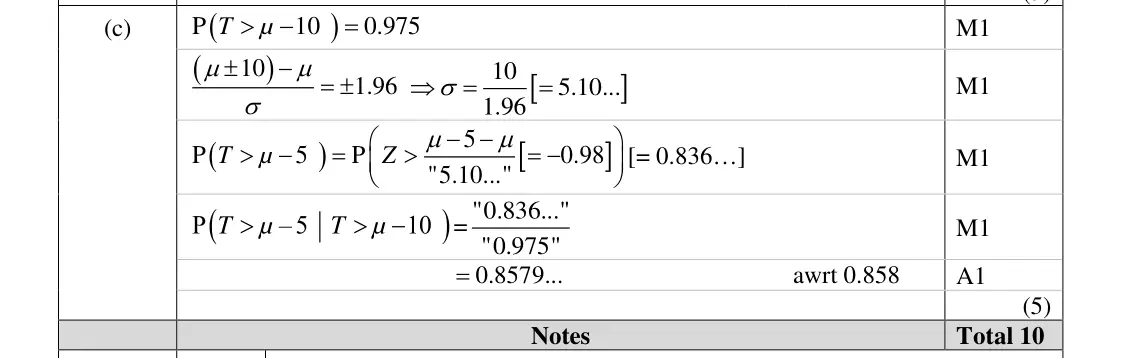 (c) P(T > μ – 10 ) = 0.975 M1
(μ ± 10) – μ / σ = ±1.96 ⇒ σ = 10/1.96 [= 5.10...] M1
P(T > μ – 5 ) = P(Z > μ – 5 – μ / "5.10..." [= –0.98]) [= 0.836…] M1
P(T > μ – 5 | T > μ – 10 ) = "0.836..." / "0.975" M1
= 0.8579... awrt 0.858 A1
(5)
Notes Total 10